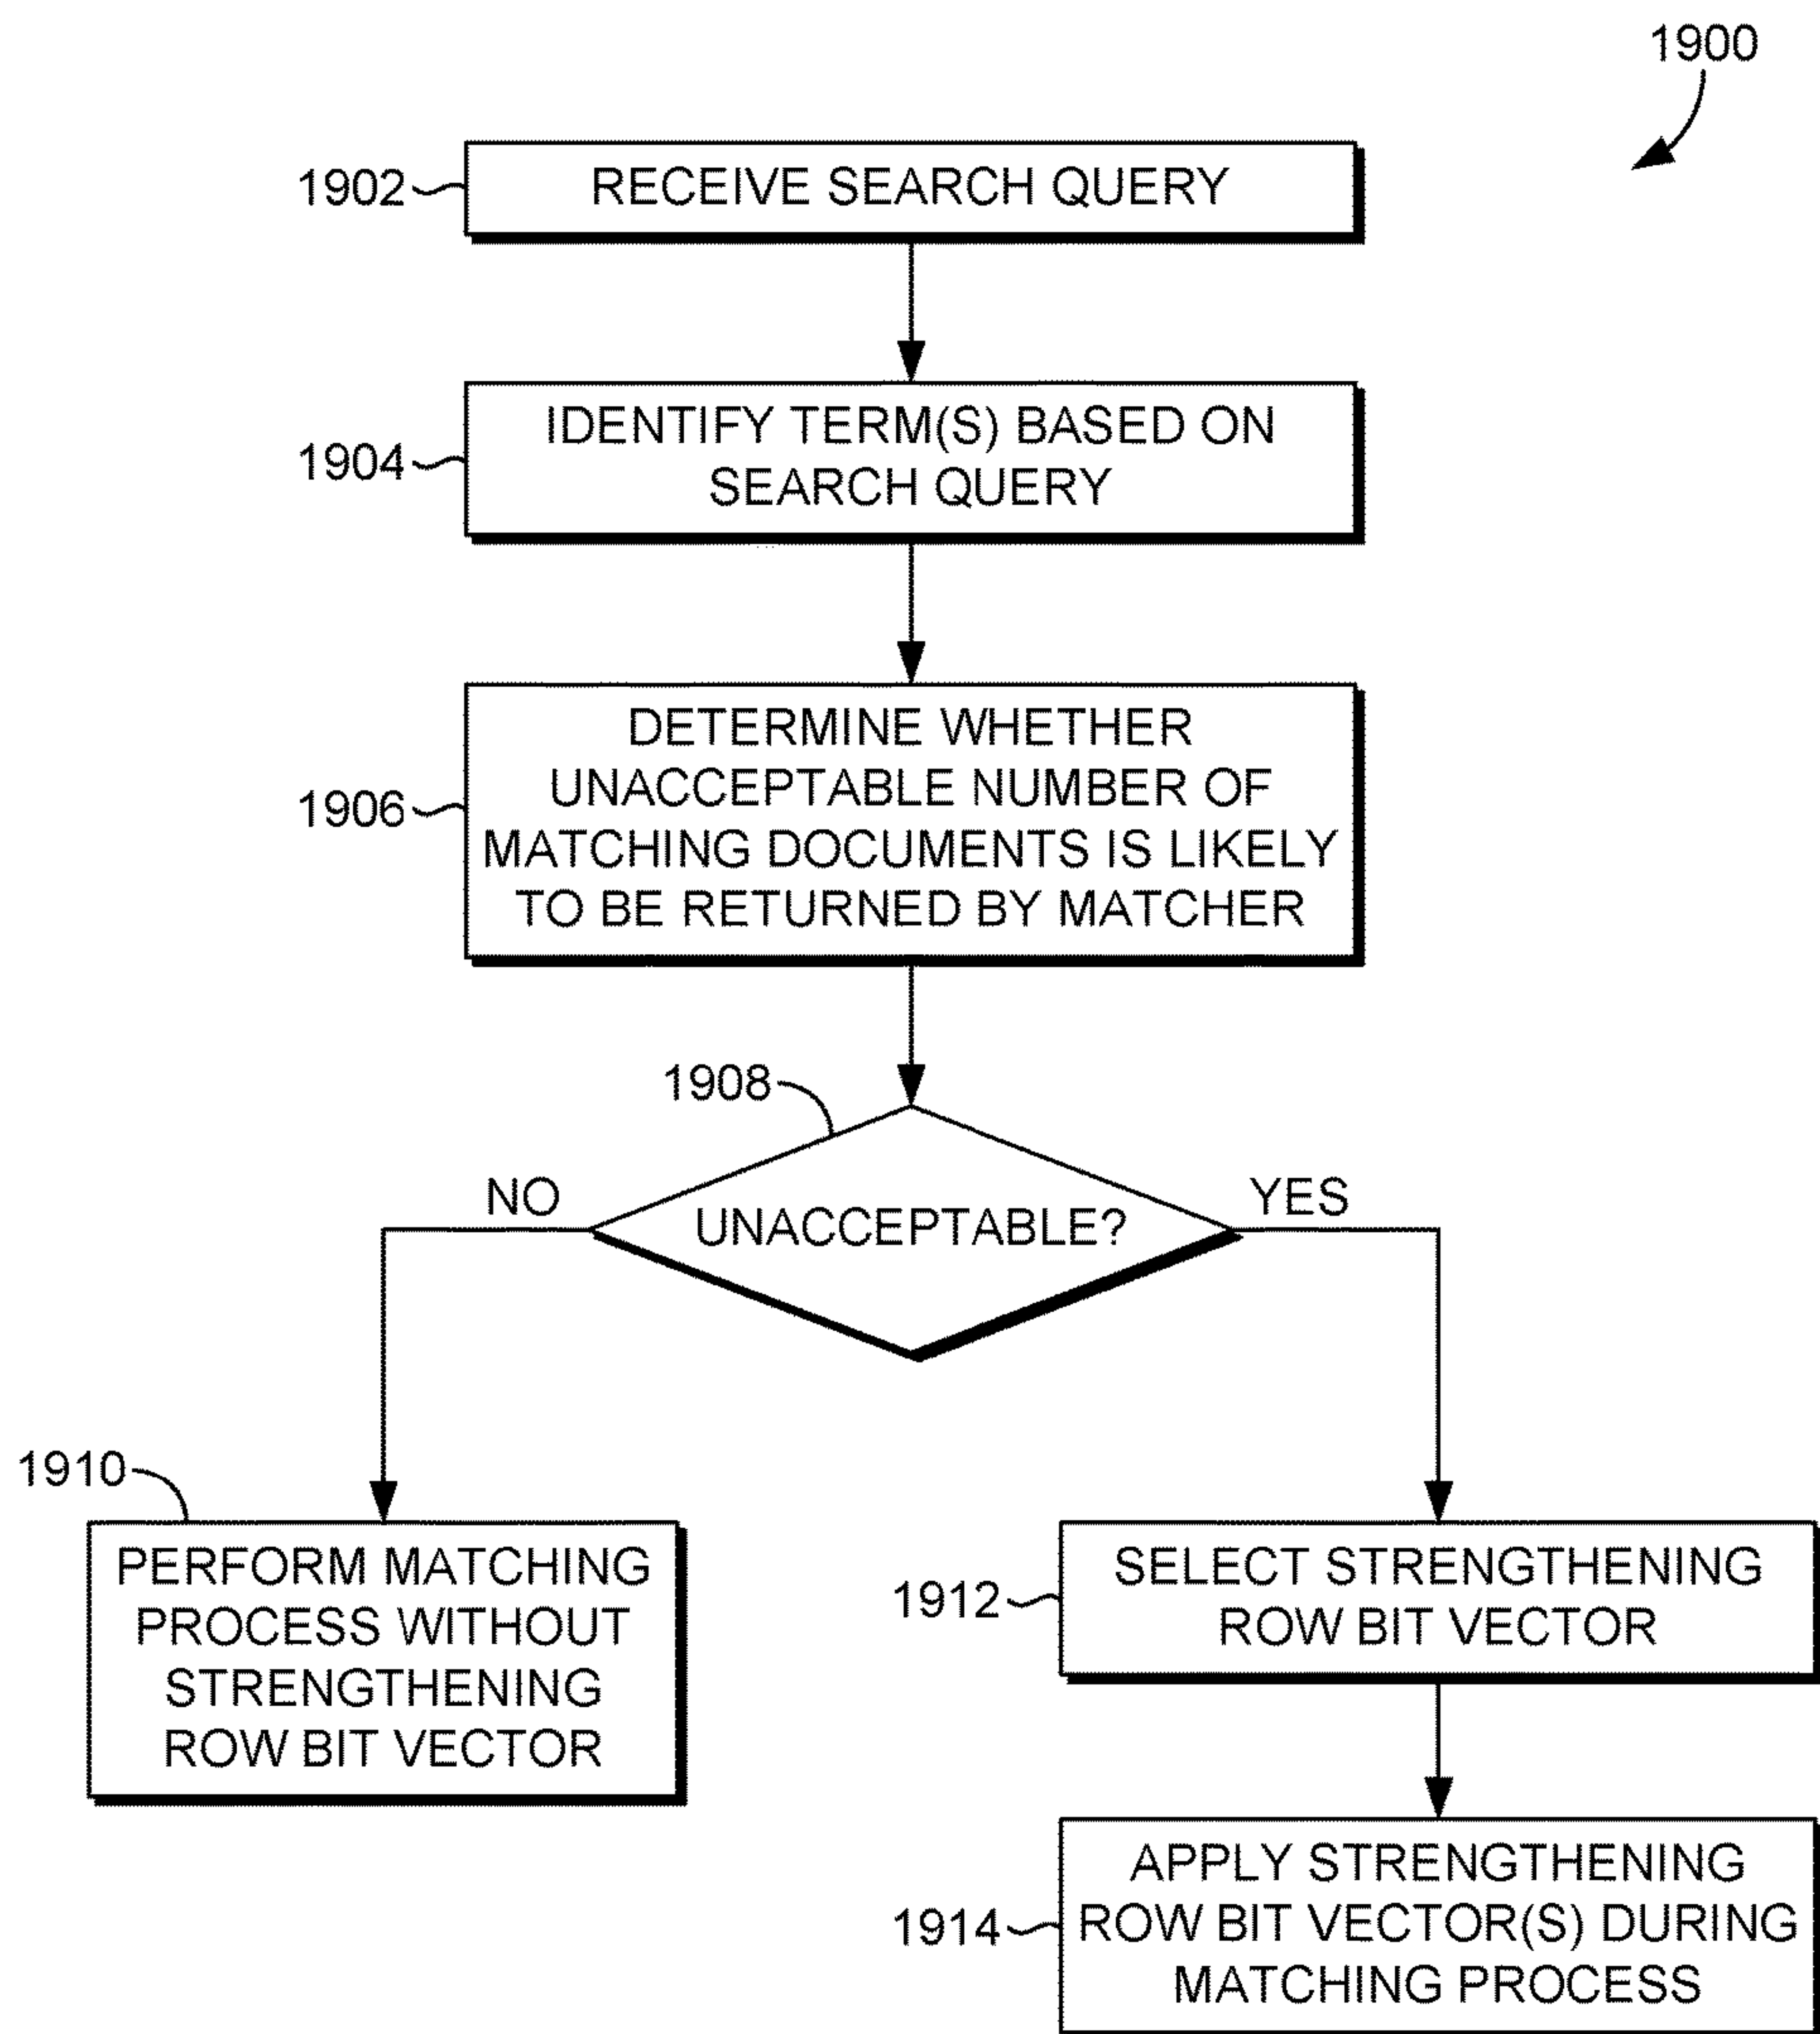 1900
1902
RECEIVE SEARCH QUERY
1904
IDENTIFY TERM(S) BASED ON
SEARCH QUERY
1906
DETERMINE WHETHER
UNACCEPTABLE NUMBER OF
MATCHING DOCUMENTS IS LIKELY
TO BE RETURNED BY MATCHER
1908
NO
UNACCEPTABLE?
YES
1910
PERFORM MATCHING
PROCESS WITHOUT
STRENGTHENING
ROW BIT VECTOR
1912
SELECT STRENGTHENING
ROW BIT VECTOR
1914
APPLY STRENGTHENING
ROW BIT VECTOR(S) DURING
MATCHING PROCESS